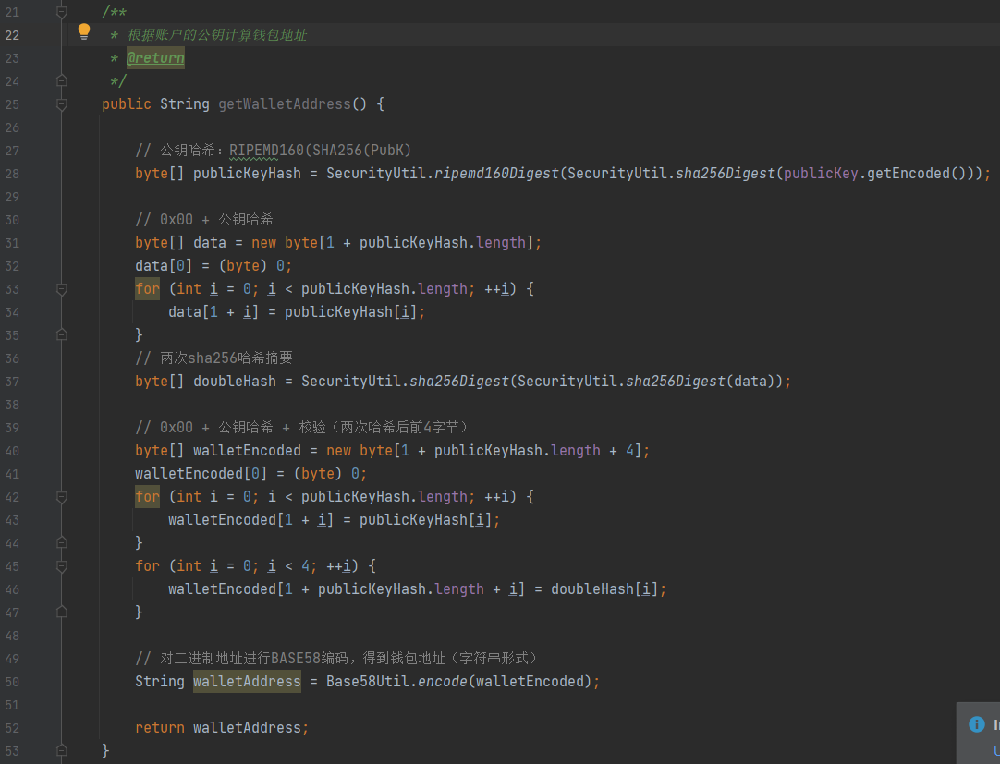 21 /**
22 * 根据账户的公钥计算钱包地址
23 * @return
24 */
25 public String getWalletAddress() {
26
27 // 公钥哈希：RIPEMD160(SHA256(PubK)
28 byte[] publicKeyHash = SecurityUtil.ripemd160Digest(SecurityUtil.sha256Digest(publicKey.getEncoded()));
29
30 // 0x00 + 公钥哈希
31 byte[] data = new byte[1 + publicKeyHash.length];
32 data[0] = (byte) 0;
33 for (int i = 0; i < publicKeyHash.length; ++i) {
34 data[1 + i] = publicKeyHash[i];
35 }
36 // 两次sha256哈希摘要
37 byte[] doubleHash = SecurityUtil.sha256Digest(SecurityUtil.sha256Digest(data));
38
39 // 0x00 + 公钥哈希 + 校验（两次哈希后前4字节）
40 byte[] walletEncoded = new byte[1 + publicKeyHash.length + 4];
41 walletEncoded[0] = (byte) 0;
42 for (int i = 0; i < publicKeyHash.length; ++i) {
43 walletEncoded[1 + i] = publicKeyHash[i];
44 }
45 for (int i = 0; i < 4; ++i) {
46 walletEncoded[1 + publicKeyHash.length + i] = doubleHash[i];
47 }
48
49 // 对二进制地址进行BASE58编码，得到钱包地址（字符串形式）
50 String walletAddress = Base58Util.encode(walletEncoded);
51
52 return walletAddress;
53 }